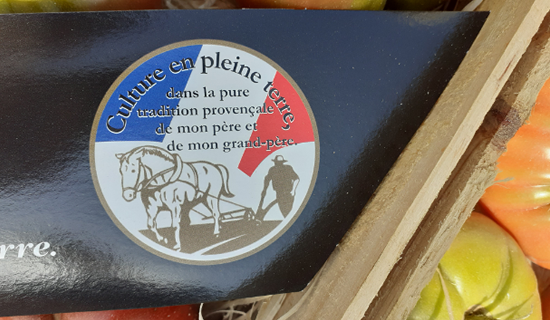 Culture en pleine terre,
dans la pure
tradition provençale
de mon père et
de mon grand-père.
rre.